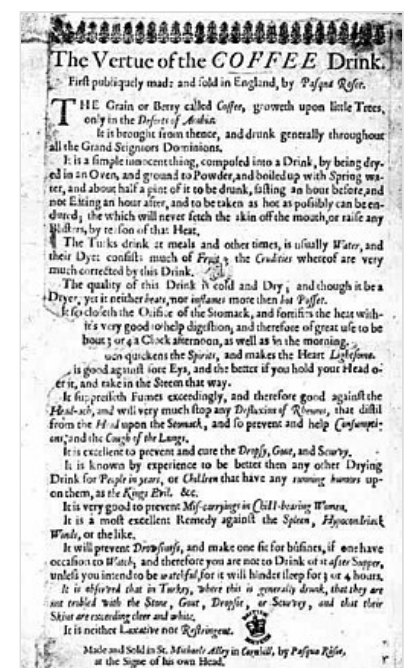 The Vertue of the COFFEE Drink.
First publiquely made and sold in England, by Pasqua Rosee.
THE Grain or Berry called Coffee, groweth upon little Trees,
only in the Deserts of Arabia.
It is brought from thence, and drunk generally throughout
all the Grand Seigniors Dominions.
It is a simple innocent thing, composed into a Drink, by being dry-
ed in an Oven, and ground to Powder, and boiled up with Spring wa-
ter, and about half a pint of it to be drunk, fasting an hour before, and
not Eating an hour after, and to be taken as hot as possibly can be en-
dured; the which will never fetch the skin off the mouth, or raise any
Blisters, by reason of that Heat.
The Turks drink at meals and other times, is usually Water, and
their Dyet consists much of Fruit, the Crudities whereof are very
much corrected by this Drink.
The quality of this Drink is cold and Dry; and though it be a
Dryer, yet it neither heats, nor inflames more then hot Posset.
It so closeth the Orifice of the Stomack, and fortifies the heat with-
it's very good to help digestion, and therefore of great use to be
bout 3 or 4 a Clock afternoon, as well as in the morning.
quickens the Spirits, and makes the Heart Lightsome.
is good against sore Eys, and the better if you hold your Head o-
er it, and take in the Steem that way.
It suppresseth Fumes exceedingly, and therefore good against the
Head-ach, and will very much stop any Defluxion of Rheums, that distil
from the Head upon the Stomack, and so prevent and help Consumpti-
ons; and the Cough of the Lungs.
It is excellent to prevent and cure the Dropsy, Gout, and Scurvy.
It is known by experience to be better then any other Drying
Drink for People in years, or Children that have any running humors up-
on them, as the Kings Evil. &c.
It is very good to prevent Mis-carryings in Child-bearing Women.
It is a most excellent Remedy against the Spleen, Hypocondriack
Winds, or the like.
It will prevent Drowsiness, and make one fit for busines, if one have
occasion to Watch; and therefore you are not to Drink of it after Supper,
unless you intend to be watchful, for it will hinder sleep for 3 or 4 hours.
It is observed that in Turkey, where this is generally drunk, that they are
not trobled with the Stone, Gout, Dropsie, or Scurvey, and that their
Skins are exceeding cleer and white.
It is neither Laxative nor Restringent.
Made and Sold in St. Michaels Alley in Cornhill, by Pasqua Rosee,
at the Signe of his own Head.